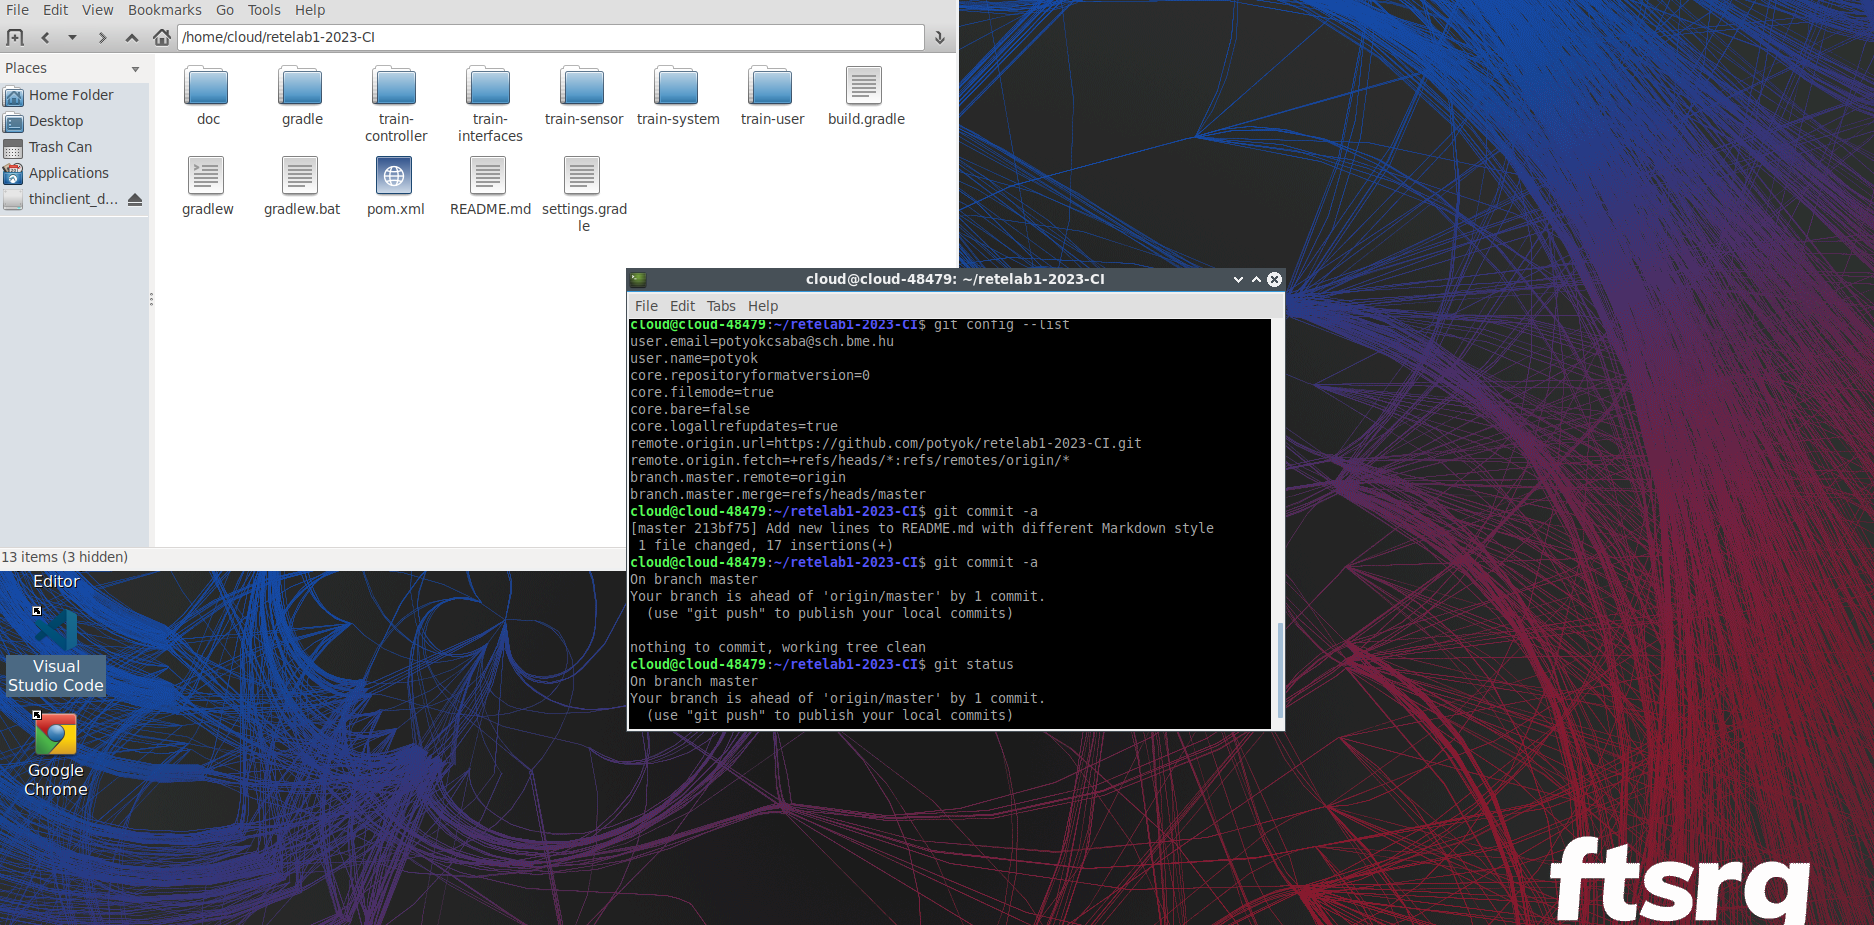 File Edit View Bookmarks Go Tools Help
/home/cloud/retelab1-2023-CI
Places
Home Folder
Desktop
Trash Can
Applications
thinclient_d...
doc
gradle
train-
controller
train-
interfaces
train-sensor
train-system
train-user
build.gradle
gradlew
gradlew.bat
pom.xml
README.md
settings.grad
le
13 items (3 hidden)
Editor
Visual
Studio Code
Google
Chrome
cloud@cloud-48479: ~/retelab1-2023-CI
File Edit Tabs Help
cloud@cloud-48479:~/retelab1-2023-CI$ git config --list
user.email=potyokcsaba@sch.bme.hu
user.name=potyok
core.repositoryformatversion=0
core.filemode=true
core.bare=false
core.logallrefupdates=true
remote.origin.url=https://github.com/potyok/retelab1-2023-CI.git
remote.origin.fetch=+refs/heads/*:refs/remotes/origin/*
branch.master.remote=origin
branch.master.merge=refs/heads/master
cloud@cloud-48479:~/retelab1-2023-CI$ git commit -a
[master 213bf75] Add new lines to README.md with different Markdown style
 1 file changed, 17 insertions(+)
cloud@cloud-48479:~/retelab1-2023-CI$ git commit -a
On branch master
Your branch is ahead of 'origin/master' by 1 commit.
  (use "git push" to publish your local commits)
nothing to commit, working tree clean
cloud@cloud-48479:~/retelab1-2023-CI$ git status
On branch master
Your branch is ahead of 'origin/master' by 1 commit.
  (use "git push" to publish your local commits)
ftsrg